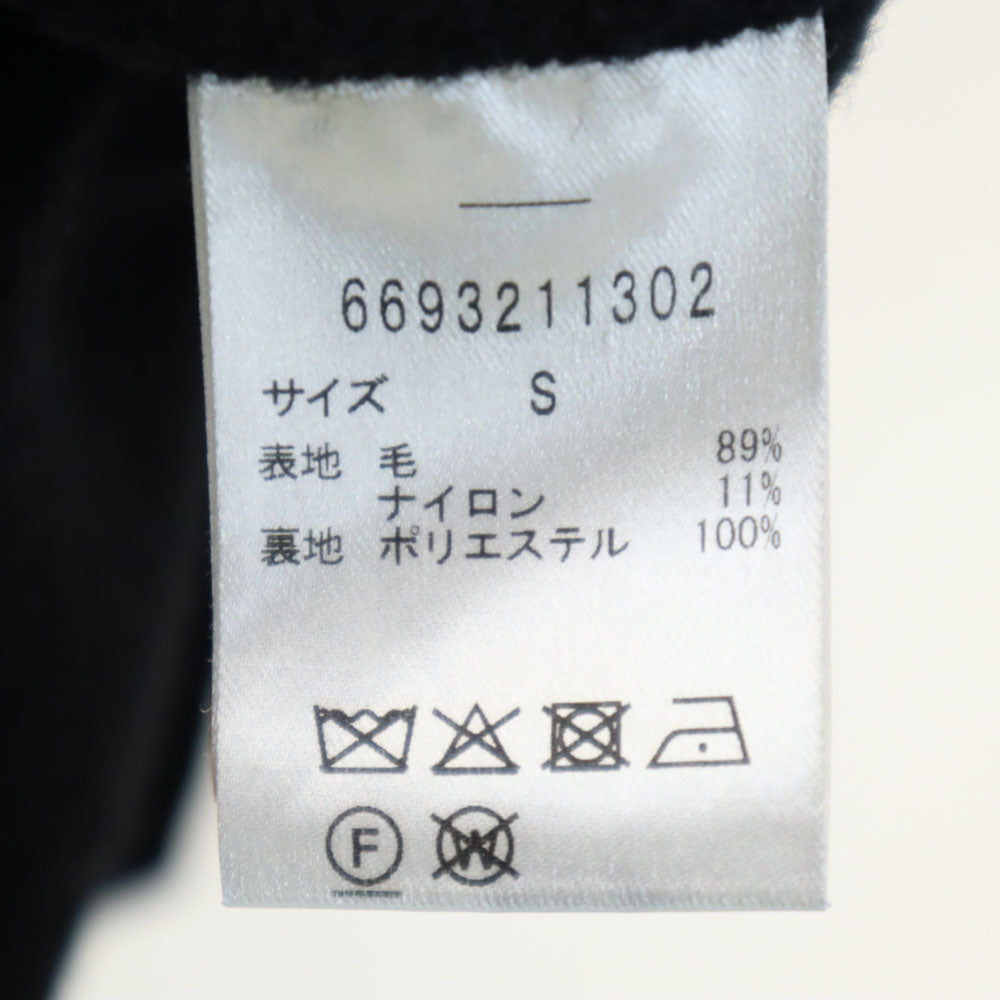 6693211302
サイズ S
表地 毛 89%
ナイロン 11%
裏地 ポリエステル 100%
F W